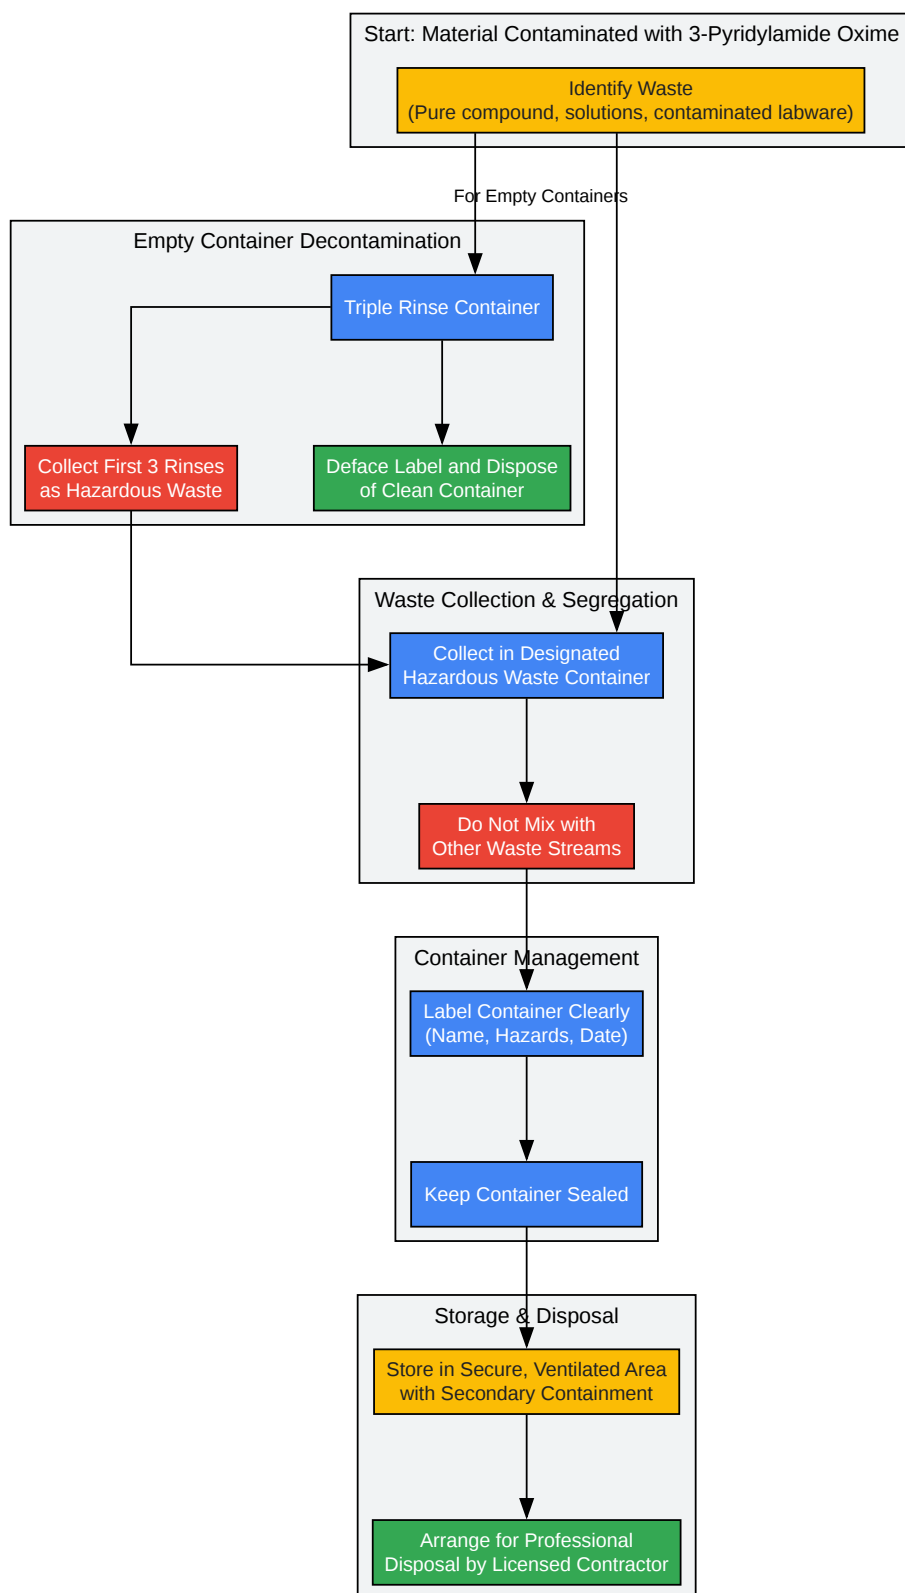 Start: Material Contaminated with 3-Pyridylamide Oxime
Identify Waste
(Pure compound, solutions, contaminated labware)
For Empty Containers
Empty Container Decontamination
Triple Rinse Container
Collect First 3 Rinses
as Hazardous Waste
Deface Label and Dispose
of Clean Container
Waste Collection & Segregation
Collect in Designated
Hazardous Waste Container
Do Not Mix with
Other Waste Streams
Container Management
Label Container Clearly
(Name, Hazards, Date)
Keep Container Sealed
Storage & Disposal
Store in Secure, Ventilated Area
with Secondary Containment
Arrange for Professional
Disposal by Licensed Contractor